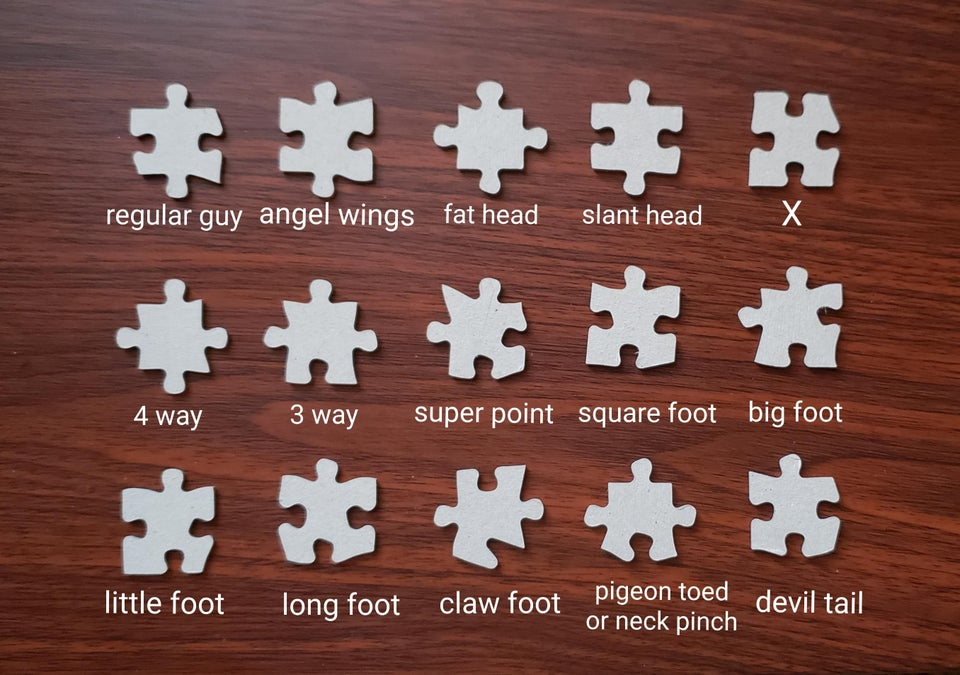 regular guy
angel wings
fat head
slant head
X
4 way
3 way
super point
square foot
big foot
little foot
long foot
claw foot
pigeon toed
or neck pinch
devil tail